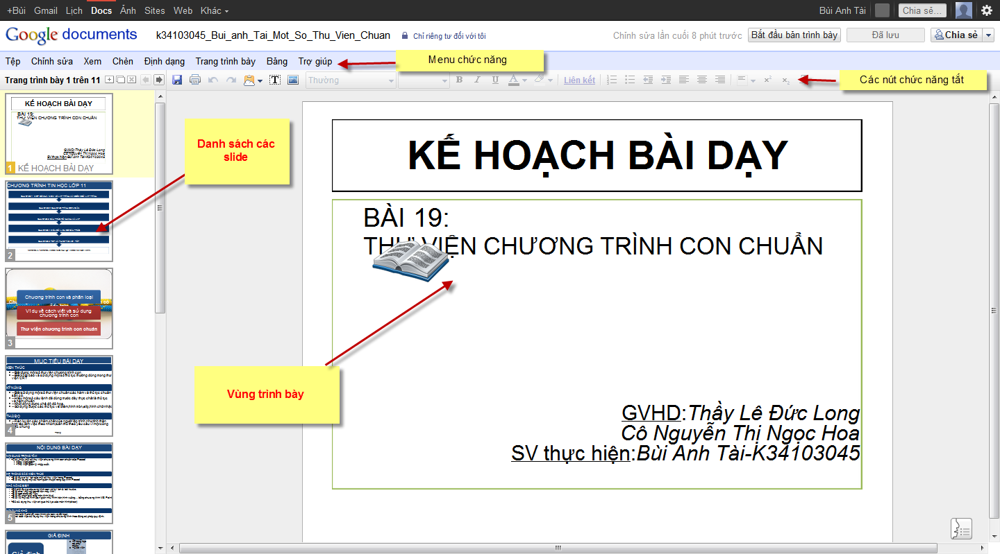 +Bùi Gmail Lịch Docs Ảnh Sites Web Khác
Bùi Anh Tài Chia sẻ...
Google documents
k34103045_Bui_anh_Tai_Mot_So_Thu_Vien_Chuan
Chỉ riêng tư đối với tôi
Chỉnh sửa lần cuối 8 phút trước
Bắt đầu bản trình bày
Đã lưu
Chia sẻ
Tệp Chỉnh sửa Xem Chèn Định dạng Trang trình bày Bảng Trợ giúp
Menu chức năng
Trang trình bày 1 trên 11
Thường
B I U A
Liên kết
Các nút chức năng tắt
KẾ HOẠCH BÀI DẠY
BÀI 19:
THƯ VIỆN CHƯƠNG TRÌNH CON CHUẨN
GVHD:Thầy Lê Đức Long
Cô Nguyễn Thị Ngọc Hoa
SV thực hiện:Bùi Anh Tài-K34103045
1 KẾ HOẠCH BÀI DẠY
CHƯƠNG TRÌNH TIN HỌC LỚP 11
2
Chương trình con và phân loại
Ví dụ về cách viết và sử dụng
chương trình con
Thư viện chương trình con chuẩn
3
MỤC TIÊU BÀI DẠY
KIẾN THỨC
KỸ NĂNG
THÁI ĐỘ
4
NỘI DUNG BÀI DẠY
5
GIẢ ĐỊNH
Giả định
Danh sách các
slide
Vùng trình bày
KẾ HOẠCH BÀI DẠY
BÀI 19:
THƯ VIỆN CHƯƠNG TRÌNH CON CHUẨN
GVHD:Thầy Lê Đức Long
Cô Nguyễn Thị Ngọc Hoa
SV thực hiện:Bùi Anh Tài-K34103045